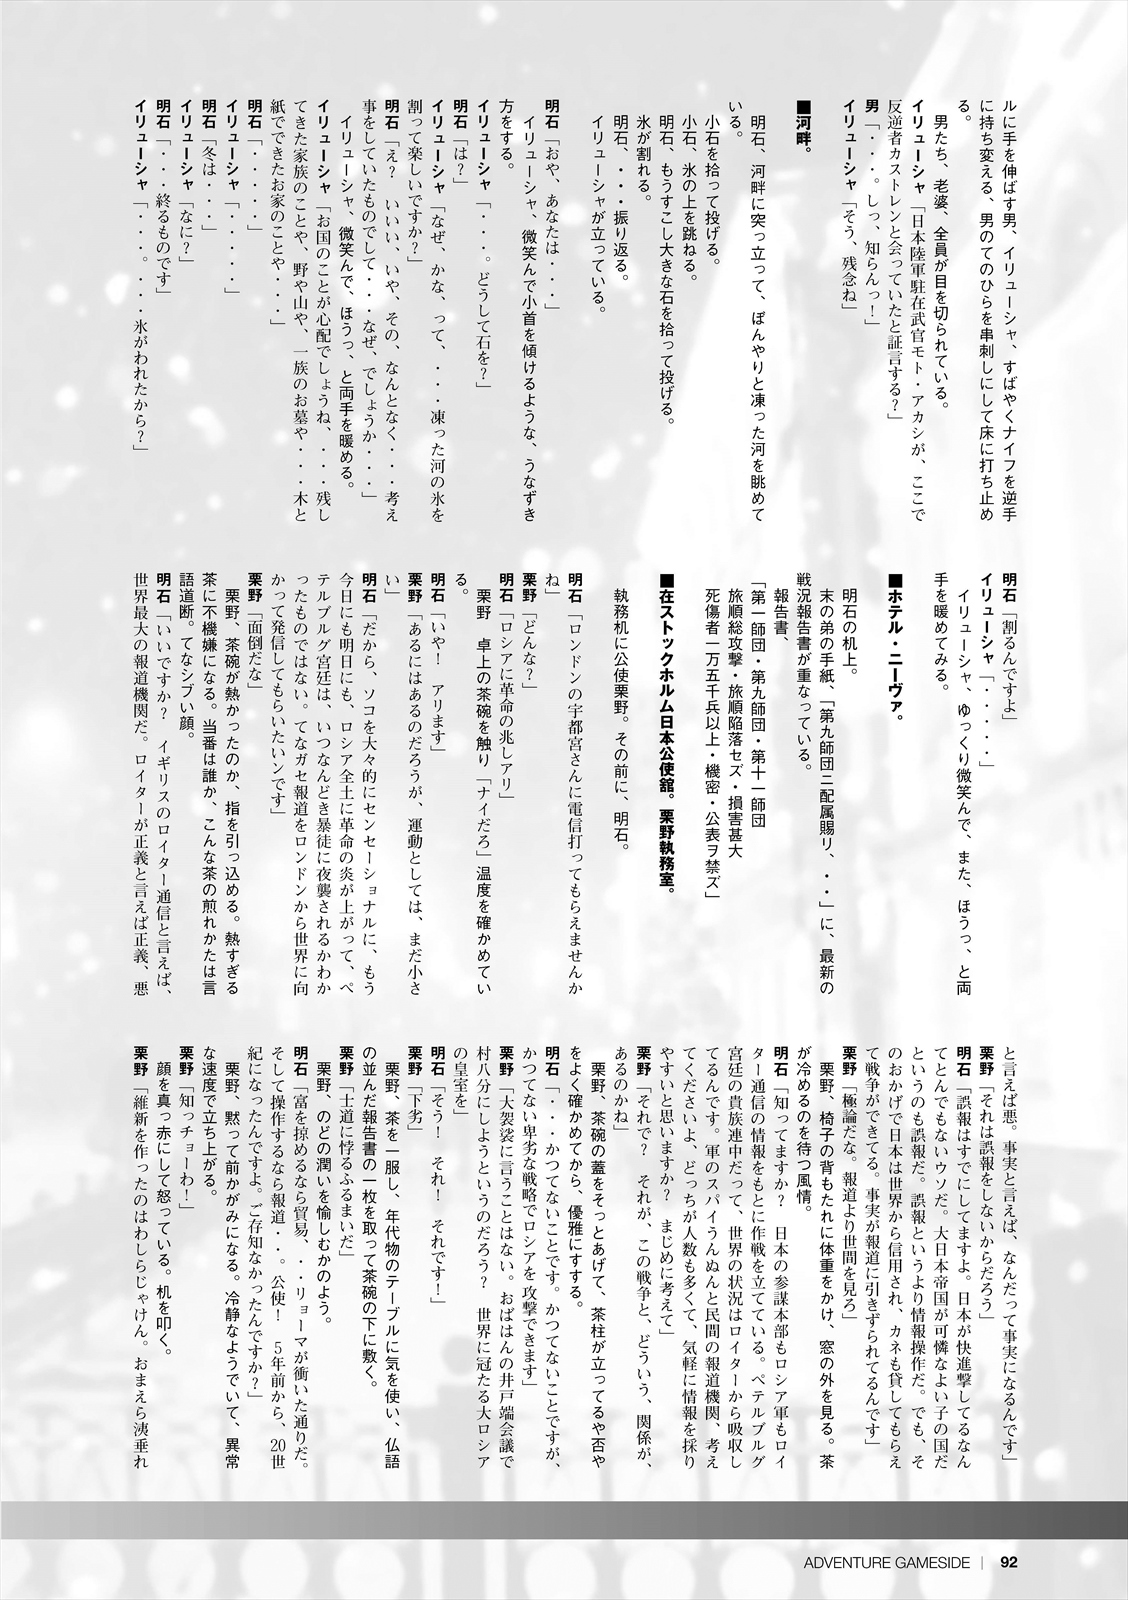 ルに手を伸ばす男、イリューシャ、すばやくナイフを逆手
に持ち変える、男のてのひらを串刺しにして床に打ち止め
る。
男たち、老婆、全員が目を切られている。
イリューシャ「日本陸軍駐在武官モト・アカシが、ここで
反逆者カストレンと会っていたと証言する？」
男「・・・。しっ、知らんっ！」
イリューシャ「そう、残念ね」
■河畔。
明石、河畔に突っ立って、ぼんやりと凍った河を眺めて
いる。
小石を拾って投げる。
小石、氷の上を跳ねる。
明石、もうすこし大きな石を拾って投げる。
氷が割れる。
明石、・・・振り返る。
イリューシャが立っている。
明石「おや、あなたは・・・」
イリューシャ、微笑んで小首を傾けるような、うなずき
方をする。
イリューシャ「・・・・。どうして石を？」
明石「は？」
イリューシャ「なぜ、かな、って、・・・凍った河の氷を
割って楽しいですか？」
明石「え？　いいい、いや、その、なんとなく・・・考え
事をしていたものでして・・・なぜ、でしょうか・・・」
イリューシャ、微笑んで、ほうっ、と両手を暖める。
イリューシャ「お国のことが心配でしょうね、・・・残し
てきた家族のことや、野や山や、一族のお墓や・・・木と
紙でできたお家のことや・・・」
明石「・・・・・」
イリューシャ「・・・・・」
明石「冬は・・・」
イリューシャ「なに？」
明石「・・・終るものです」
イリューシャ「・・・・。・・・氷がわれたから？」
明石「割るんですよ」
イリューシャ「・・・・・」
イリューシャ、ゆっくり微笑んで、また、ほうっ、と両
手を暖めてみる。
■ホテル・ニーヴァ。
明石の机上。
末の弟の手紙、「第九師団ニ配属賜リ、・・・」に、最新の
戦況報告書が重なっている。
報告書、
「第一師団・第九師団・第十一師団
旅順総攻撃・旅順陥落セズ・損害甚大
死傷者一万五千兵以上・機密・公表ヲ禁ズ」
■在ストックホルム日本公使舘。栗野執務室。
執務机に公使栗野。その前に、明石。
明石「ロンドンの宇都宮さんに電信打ってもらえませんか
ね」
栗野「どんな？」
明石「ロシアに革命の兆しアリ」
栗野　卓上の茶碗を触り「ナイだろ」温度を確かめてい
る。
明石「いや！　アリます」
栗野「あるにはあるのだろうが、運動としては、まだ小さ
い」
明石「だから、ソコを大々的にセンセーショナルに、もう
今日にも明日にも、ロシア全土に革命の炎が上がって、ペ
テルブルグ宮廷は、いつなんどき暴徒に夜襲されるかわか
ったものではない。てなガセ報道をロンドンから世界に向
かって発信してもらいたいンです」
栗野「面倒だな」
栗野、茶碗が熱かったのか、指を引っ込める。熱すぎる
茶に不機嫌になる。当番は誰か、こんな茶の煎れかたは言
語道断。てなシブい顔。
明石「いいですか？　イギリスのロイター通信と言えば、
世界最大の報道機関だ。ロイターが正義と言えば正義、悪
と言えば悪。事実と言えば、なんだって事実になるんです」
栗野「それは誤報をしないからだろう」
明石「誤報はすでにしてますよ。日本が快進撃してるなん
てとんでもないウソだ。大日本帝国が可憐なよい子の国だ
というのも誤報だ。誤報というより情報操作だ。でも、そ
のおかげで日本は世界から信用され、カネも貸してもらえ
て戦争ができてる。事実が報道に引きずられてるんです」
栗野「極論だな。報道より世間を見ろ」
栗野、椅子の背もたれに体重をかけ、窓の外を見る。茶
が冷めるのを待つ風情。
明石「知ってますか？　日本の参謀本部もロシア軍もロイ
ター通信の情報をもとに作戦を立てている。ペテルブルグ
宮廷の貴族連中だって、世界の状況はロイターから吸収し
てるんです。軍のスパイうんぬんと民間の報道機関、考え
てくださいよ、どっちが人数も多くて、気軽に情報を採り
やすいと思いますか？　まじめに考えて」
栗野「それで？　それが、この戦争と、どういう、関係が、
あるのかね」
栗野、茶碗の蓋をそっとあげて、茶柱が立ってるや否や
をよく確かめてから、優雅にすする。
明石「・・・かつてないことです。かつてないことですが、
かつてない卑劣な戦略でロシアを攻撃できます」
栗野「大袈裟に言うことはない。おばはんの井戸端会議で
村八分にしようというのだろう？　世界に冠たる大ロシア
の皇室を」
明石「そう！　それ！　それです！」
栗野「下劣」
栗野、茶を一服し、年代物のテーブルに気を使い、仏語
の並んだ報告書の一枚を取って茶碗の下に敷く。
栗野「士道に悖るふるまいだ」
栗野、のどの潤いを愉しむかのよう。
明石「富を掠めるなら貿易、・・・リョーマが衝いた通りだ。
そして操作するなら報道・・。公使！　5年前から、20世
紀になったんですよ。ご存知なかったんですか？」
栗野、黙って前かがみになる。冷静なようでいて、異常
な速度で立ち上がる。
栗野「知っチョーわ！」
顔を真っ赤にして怒っている。机を叩く。
栗野「維新を作ったのはわしらじゃけん。おまえら洟垂れ
ADVENTURE GAMESIDE | 92